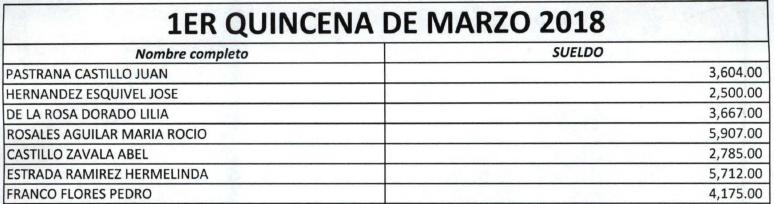 1ER QUINCENA DE MARZO 2018
Nombre completo SUELDO
PASTRANA CASTILLO JUAN 3,604.00
HERNANDEZ ESQUIVEL JOSE 2,500.00
DE LA ROSA DORADO LILIA 3,667.00
ROSALES AGUILAR MARIA ROCIO 5,907.00
CASTILLO ZAVALA ABEL 2,785.00
ESTRADA RAMIREZ HERMELINDA 5,712.00
FRANCO FLORES PEDRO 4,175.00